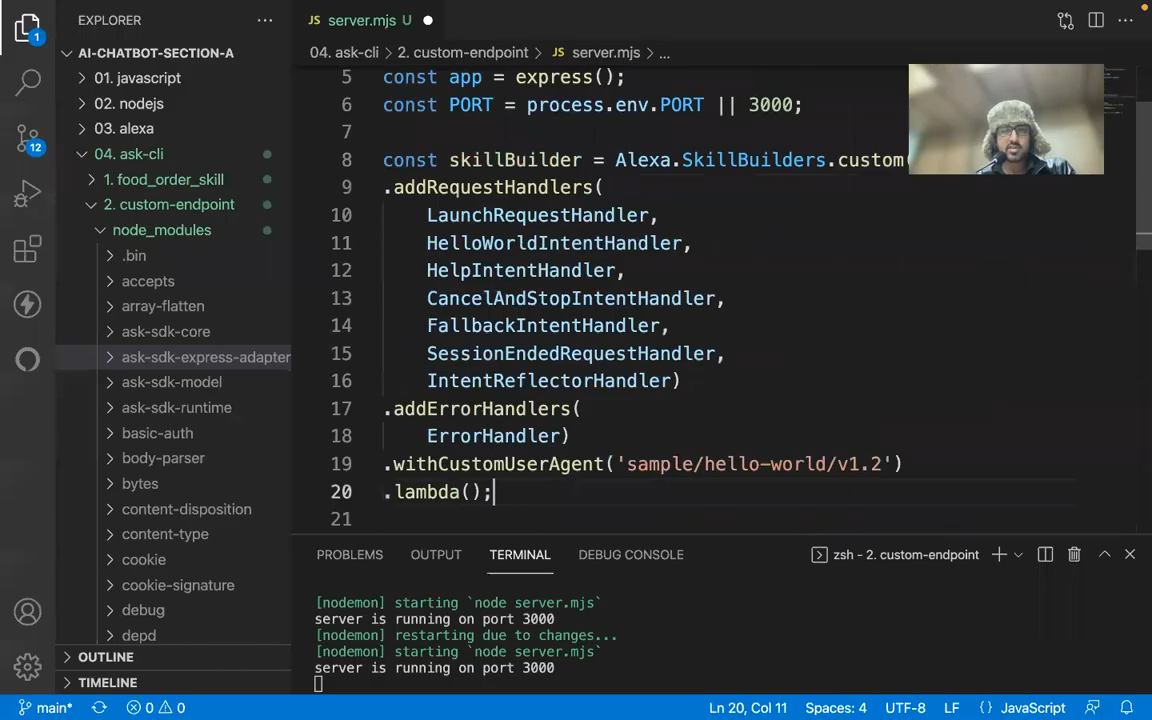 EXPLORER
AI-CHATBOT-SECTION-A
01. javascript
02. nodejs
03. alexa
04. ask-cli
1. food_order_skill
2. custom-endpoint
node_modules
.bin
accepts
array-flatten
ask-sdk-core
ask-sdk-express-adapter
ask-sdk-model
ask-sdk-runtime
basic-auth
body-parser
bytes
content-disposition
content-type
cookie
cookie-signature
debug
depd
OUTLINE
TIMELINE
1
12
JS server.mjs U
04. ask-cli > 2. custom-endpoint > JS server.mjs > ...
5 const app = express();
6 const PORT = process.env.PORT || 3000;
7
8 const skillBuilder = Alexa.SkillBuilders.custom(
9 .addRequestHandlers(
10 LaunchRequestHandler,
11 HelloWorldIntentHandler,
12 HelpIntentHandler,
13 CancelAndStopIntentHandler,
14 FallbackIntentHandler,
15 SessionEndedRequestHandler,
16 IntentReflectorHandler)
17 .addErrorHandlers(
18 ErrorHandler)
19 .withCustomUserAgent('sample/hello-world/v1.2')
20 .lambda();
21
PROBLEMS OUTPUT TERMINAL DEBUG CONSOLE zsh - 2. custom-endpoint
[nodemon] starting `node server.mjs`
server is running on port 3000
[nodemon] restarting due to changes...
[nodemon] starting `node server.mjs`
server is running on port 3000
main* 0 0 Ln 20, Col 11 Spaces: 4 UTF-8 LF {} JavaScript